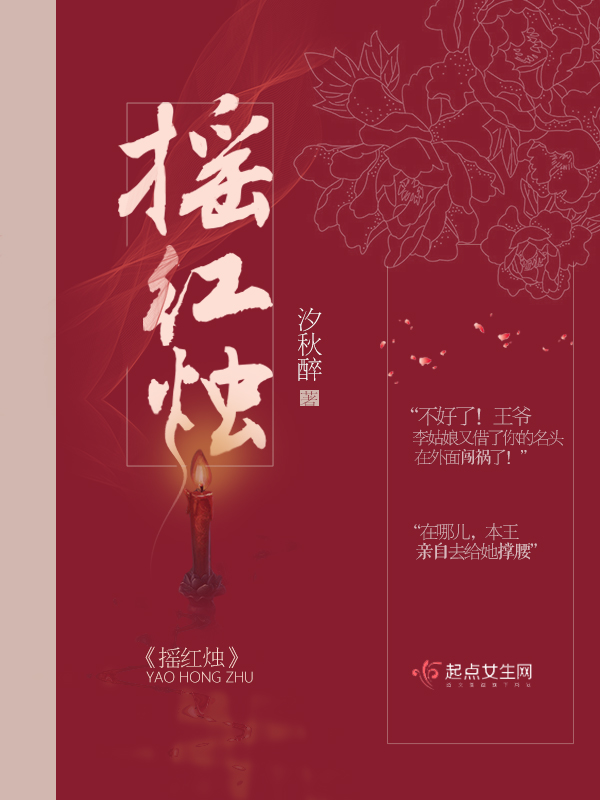 摇红烛
汐秋醉
著
“不好了！王爷
李姑娘又借了你的名头
在外面闯祸了！”
“在哪儿，本王
亲自去给她撑腰”
《摇红烛》
YAO HONG ZHU
起点女生网